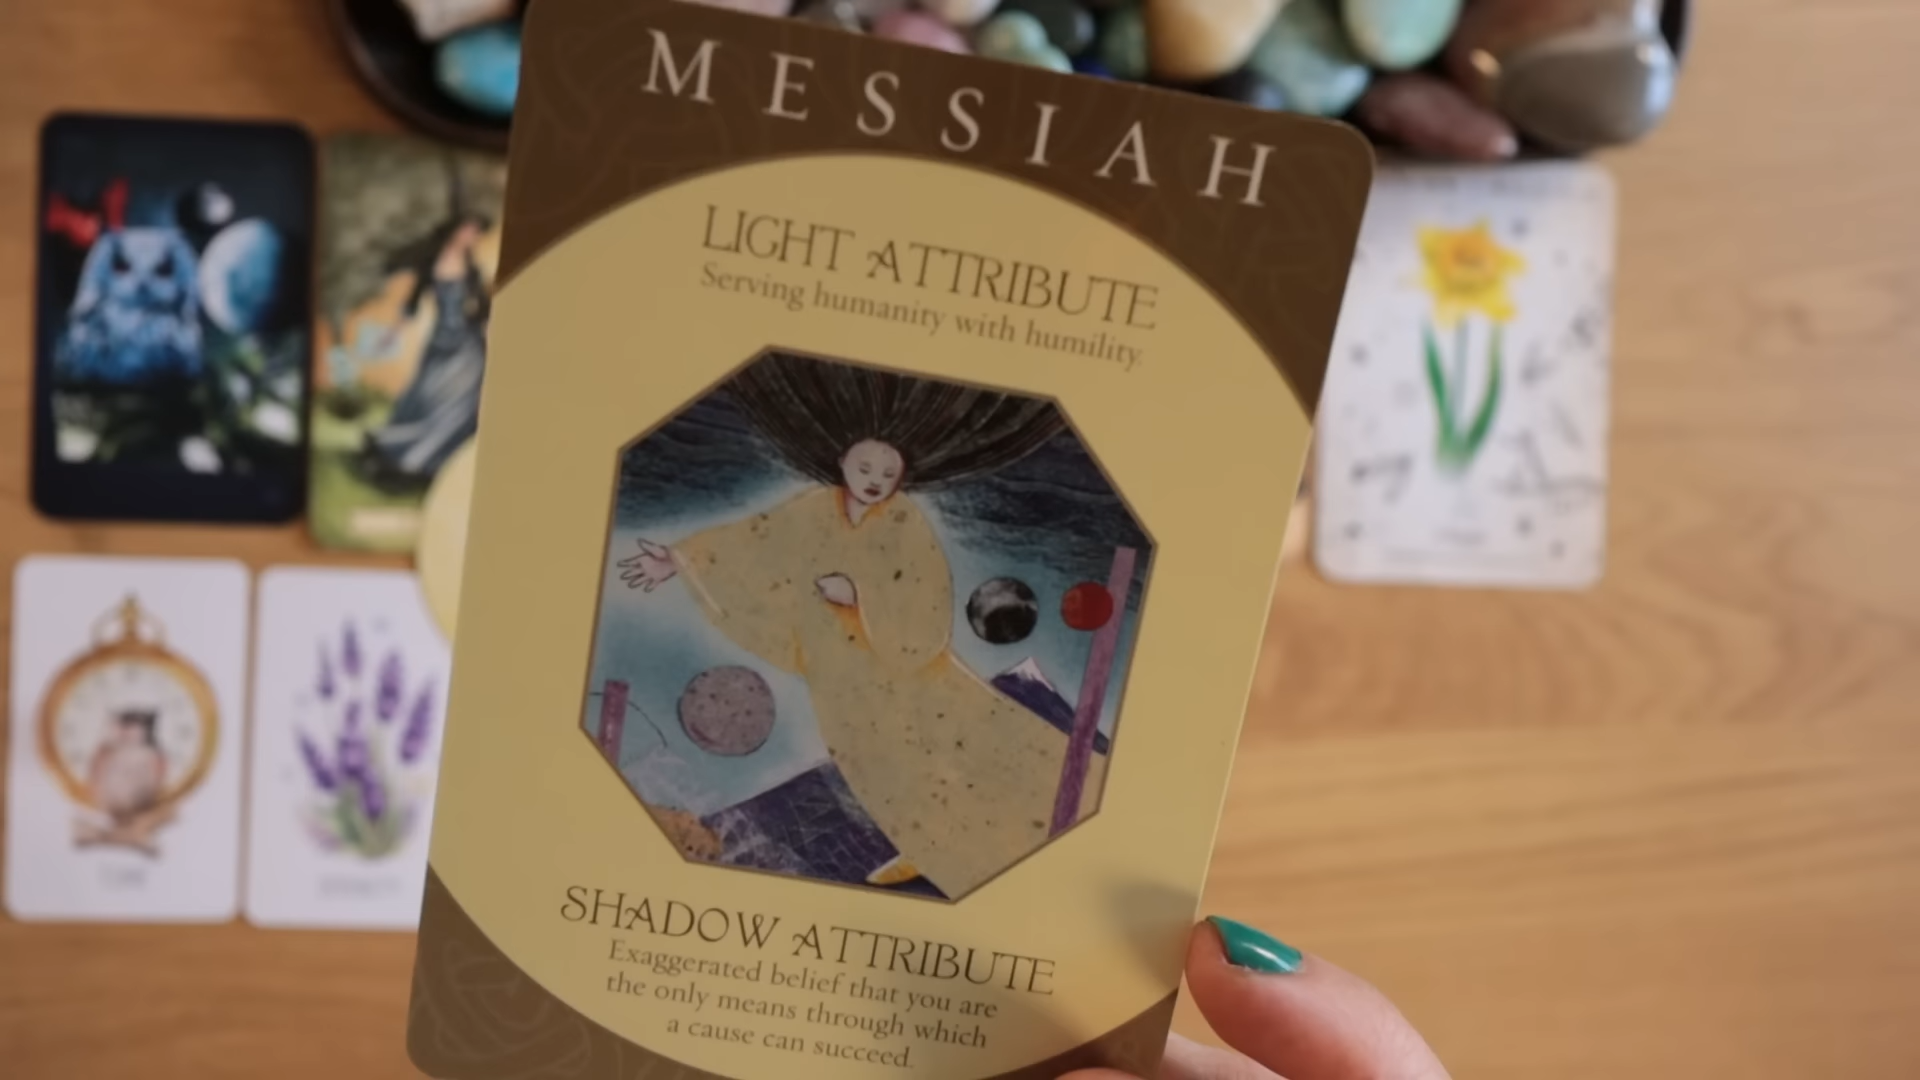 MESSIAH
LIGHT ATTRIBUTE
Serving humanity with humility.
SHADOW ATTRIBUTE
Exaggerated belief that you are
the only means through which
a cause can succeed.